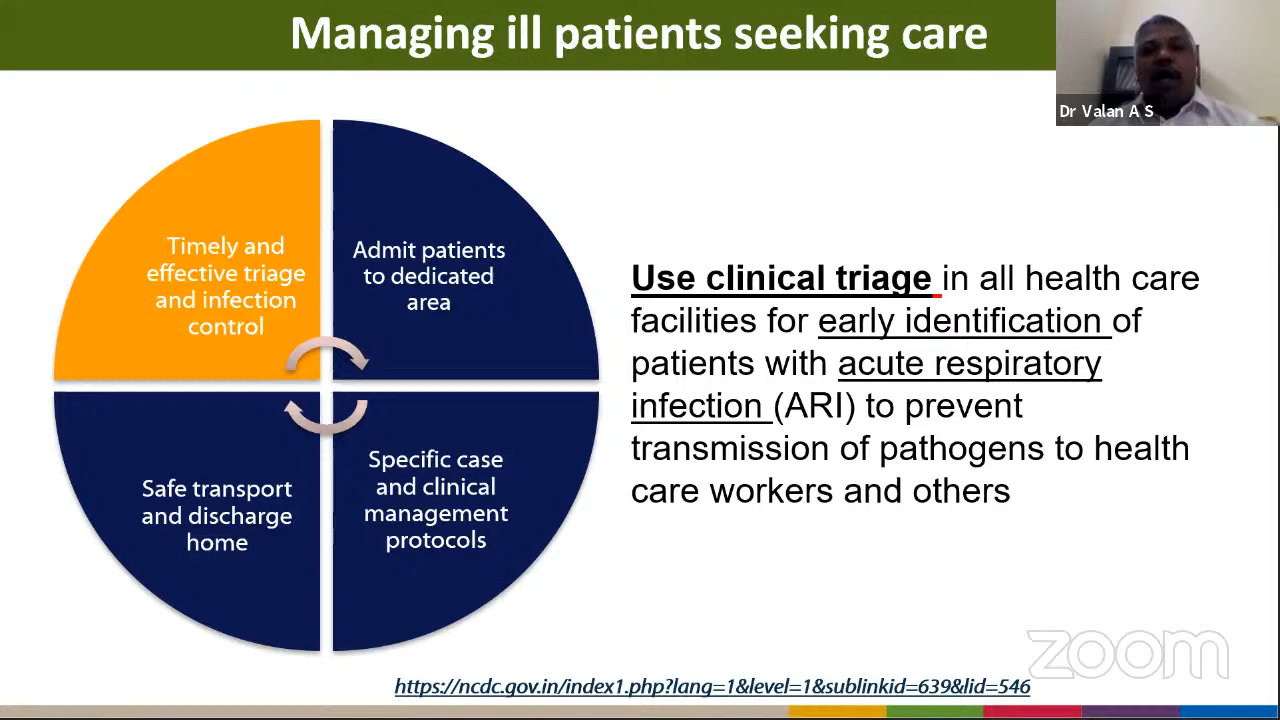 Managing ill patients seeking care
Dr Valan A S
Timely and
effective triage
and infection
control
Admit patients
to dedicated
area
Safe transport
and discharge
home
Specific case
and clinical
management
protocols
Use clinical triage in all health care
facilities for early identification of
patients with acute respiratory
infection (ARI) to prevent
transmission of pathogens to health
care workers and others
zoom
https://ncdc.gov.in/index1.php?lang=1&level=1&sublinkid=639&lid=546